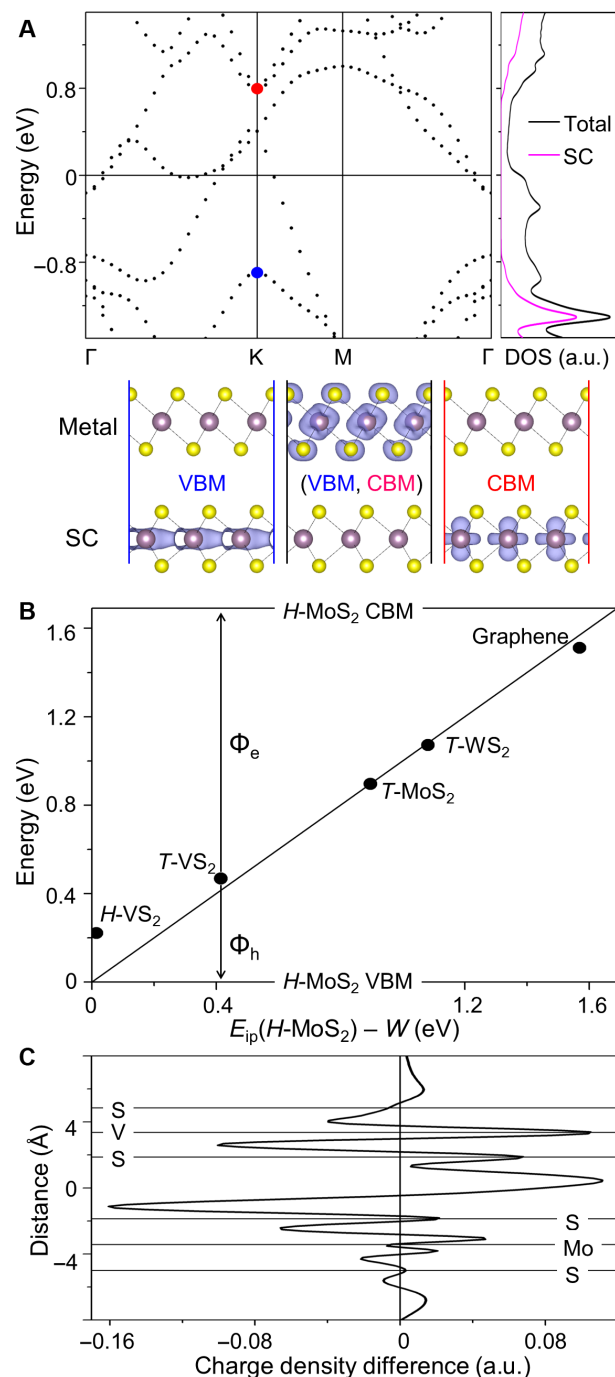 A
Energy (eV)
0.8
0
−0.8
Γ
K
M
Γ
Total
SC
DOS (a.u.)
Metal
VBM
(VBM, CBM)
CBM
SC
B
Energy (eV)
1.6
1.2
0.8
0.4
0
H-MoS₂ CBM
Graphene
Φₑ
T-WS₂
T-MoS₂
T-VS₂
H-VS₂
Φₕ
H-MoS₂ VBM
0 0.4 1.2 1.6
E_ip(H-MoS₂) – W (eV)
C
Distance (Å)
4
0
−4
S
V
S
S
Mo
S
−0.16 −0.08 0 0.08
Charge density difference (a.u.)